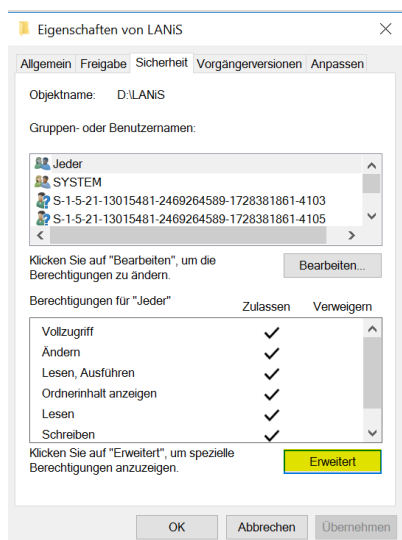 Eigenschaften von LANiS
Allgemein Freigabe Sicherheit Vorgängerversionen Anpassen
Objektname: D:\LANiS
Gruppen- oder Benutzernamen:
Jeder
SYSTEM
S-1-5-21-13015481-2469264589-1728381861-4103
S-1-5-21-13015481-2469264589-1728381861-4105
Klicken Sie auf "Bearbeiten", um die
Berechtigungen zu ändern.
Bearbeiten...
Berechtigungen für "Jeder"
Zulassen Verweigern
Vollzugriff
Ändern
Lesen, Ausführen
Ordnerinhalt anzeigen
Lesen
Schreiben
Klicken Sie auf "Erweitert", um spezielle
Berechtigungen anzuzeigen.
Erweitert
OK Abbrechen Übernehmen